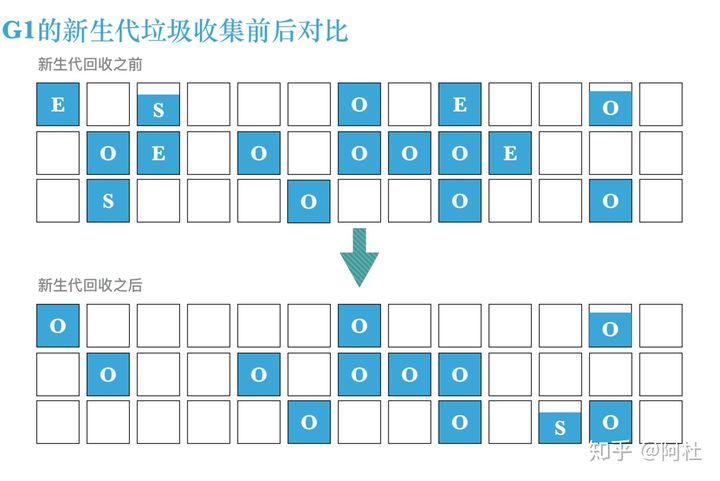 G1的新生代垃圾收集前后对比
新生代回收之前
E S O E O
O E O O O O E
S O O O
新生代回收之后
O O O
O O O O O
O O S O
知乎 @阿杜